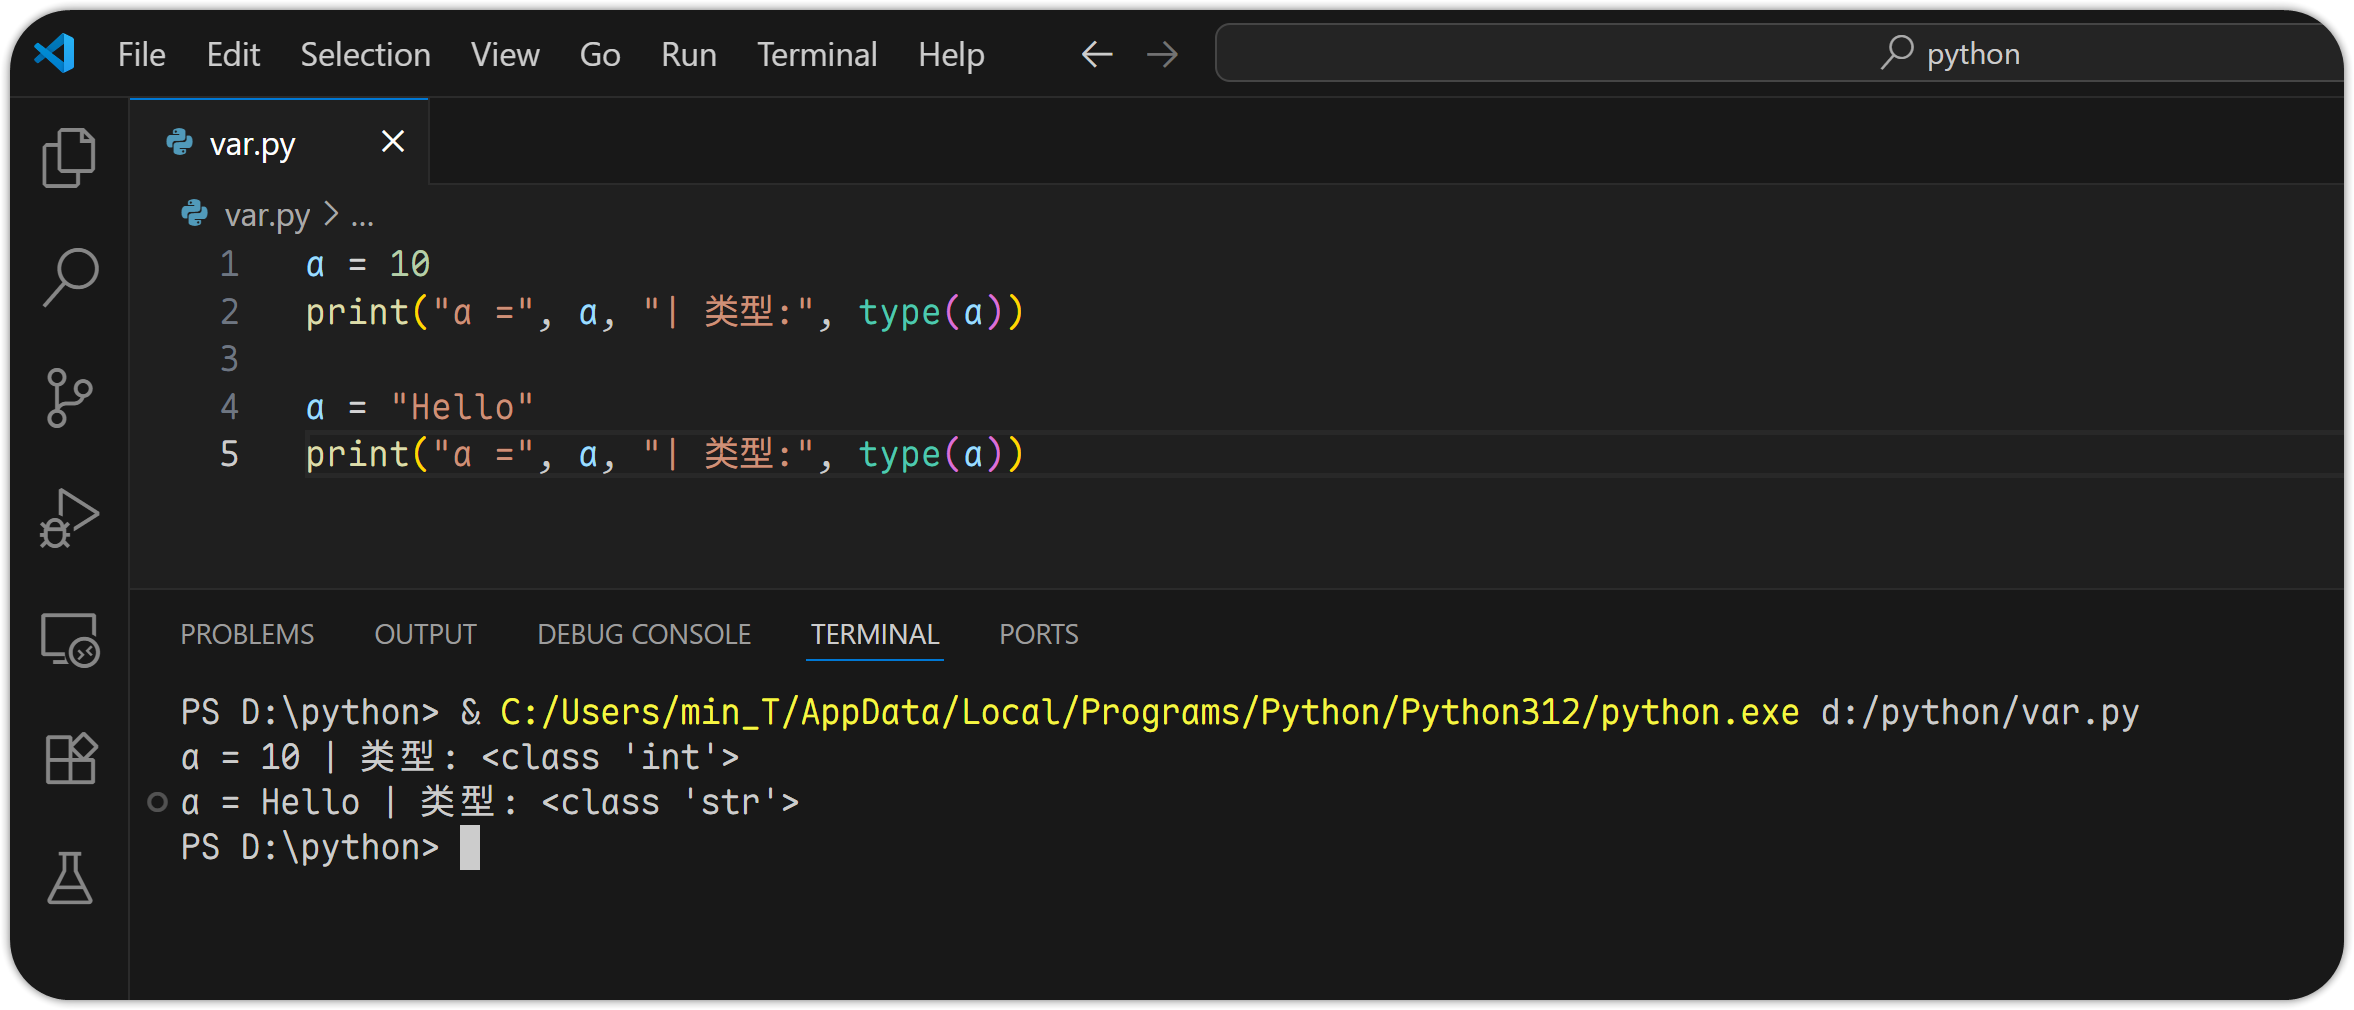 File Edit Selection View Go Run Terminal Help python
var.py
var.py > ...
1 a = 10
2 print("a =", a, "| 类型:", type(a))
3
4 a = "Hello"
5 print("a =", a, "| 类型:", type(a))
PROBLEMS OUTPUT DEBUG CONSOLE TERMINAL PORTS
PS D:\python> & C:/Users/min_T/AppData/Local/Programs/Python/Python312/python.exe d:/python/var.py
a = 10 | 类型: <class 'int'>
a = Hello | 类型: <class 'str'>
PS D:\python>